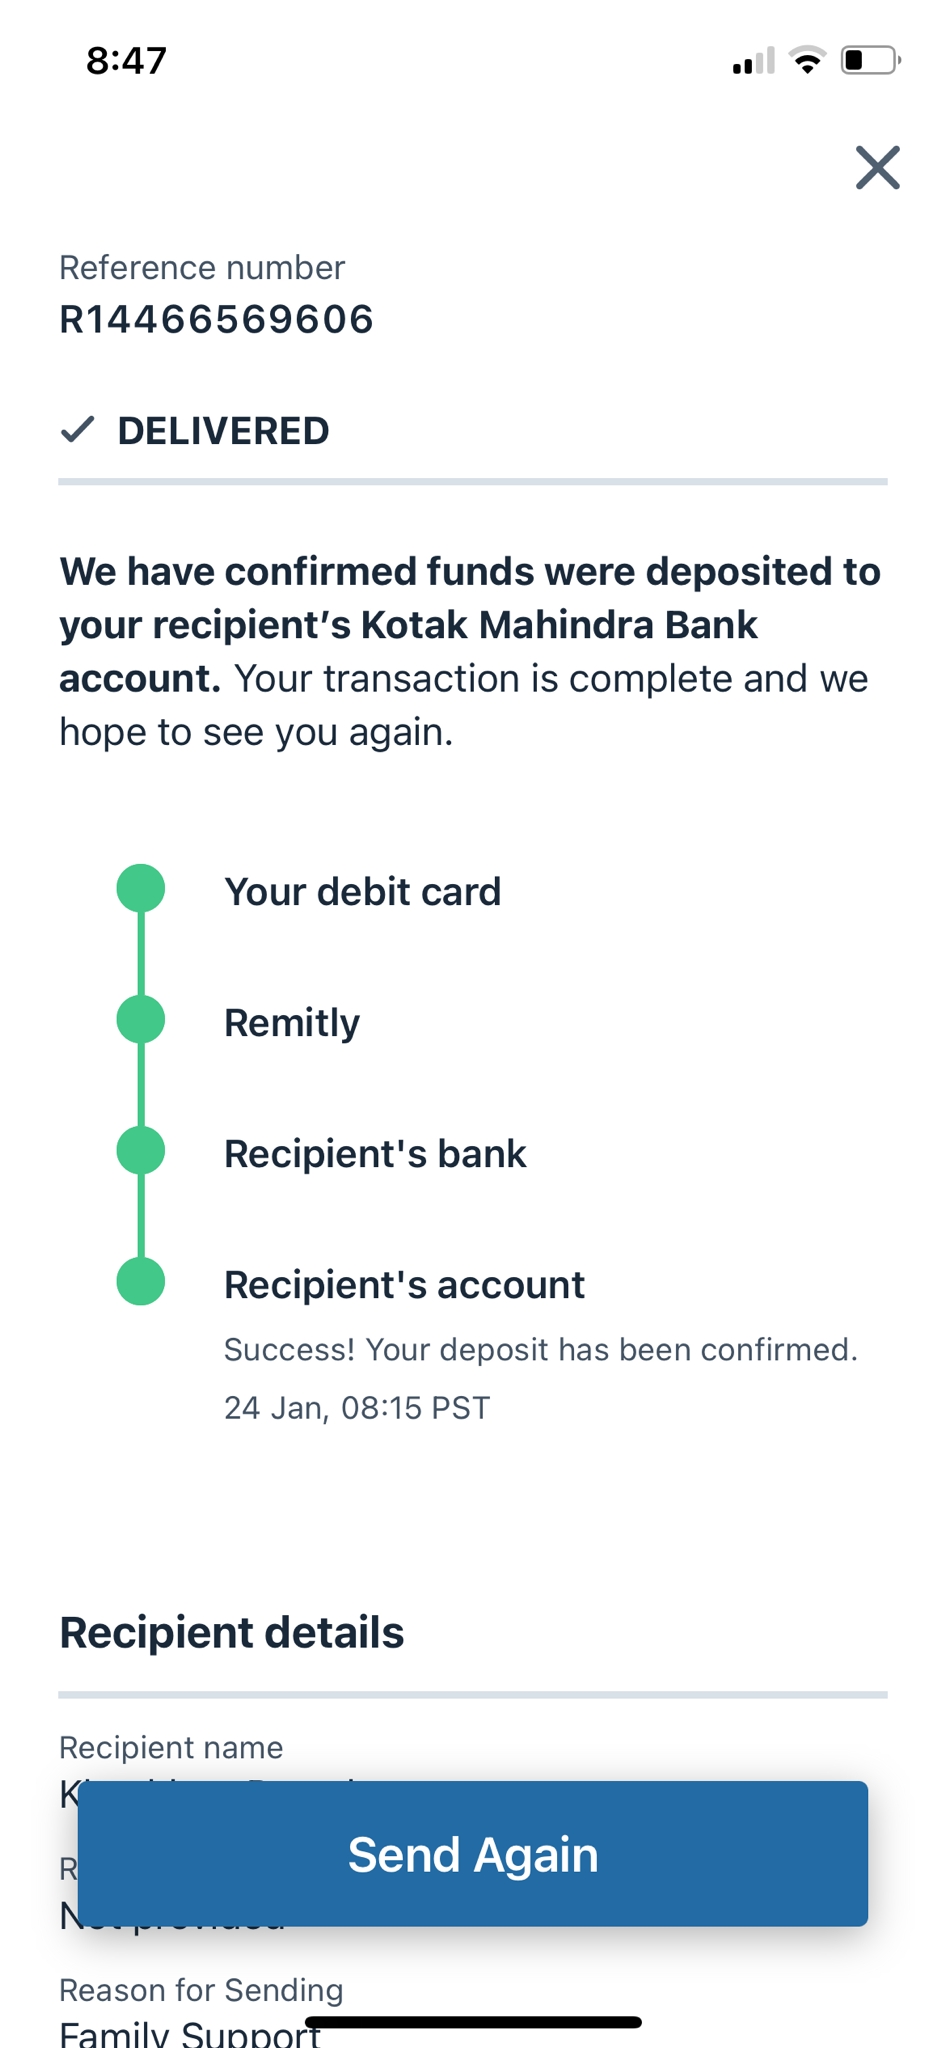 8:47
Reference number
R14466569606
DELIVERED
We have confirmed funds were deposited to
your recipient’s Kotak Mahindra Bank
account. Your transaction is complete and we
hope to see you again.
Your debit card
Remitly
Recipient's bank
Recipient's account
Success! Your deposit has been confirmed.
24 Jan, 08:15 PST
Recipient details
Recipient name
Send Again
Not provided
Reason for Sending
Family Support